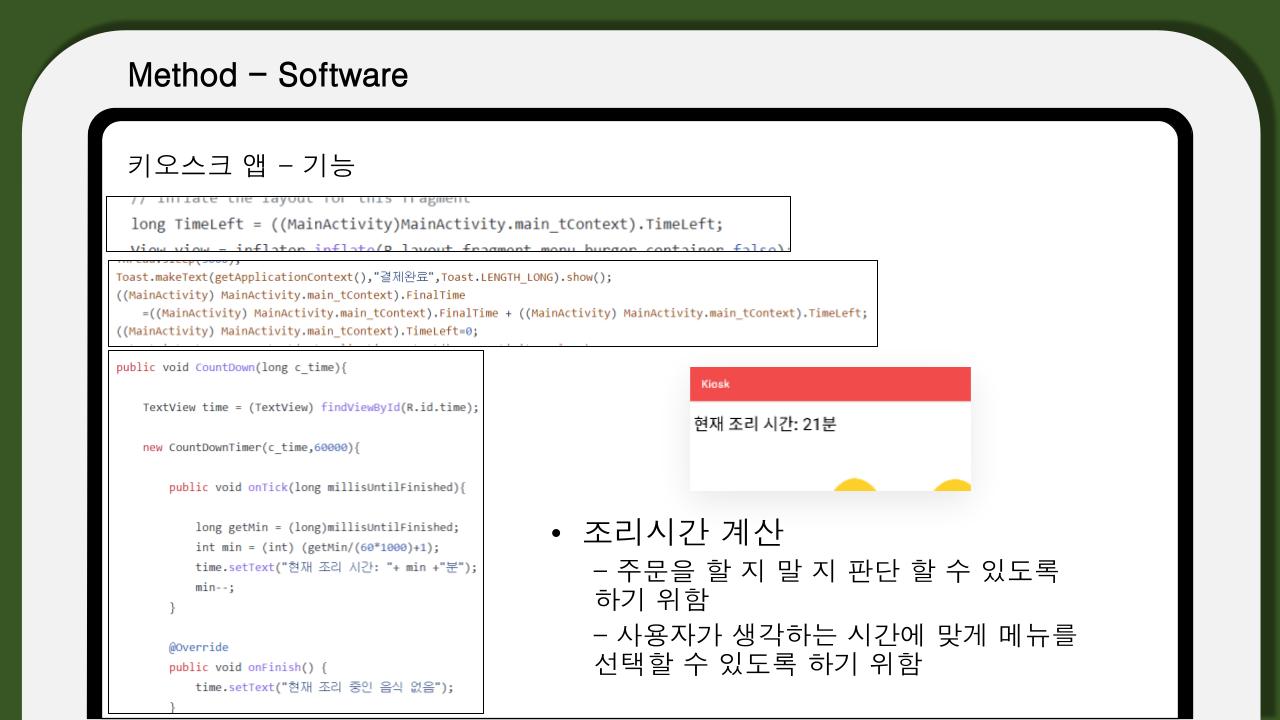 Method – Software
키오스크 앱 – 기능
// Inflate the layout for this fragment
long TimeLeft = ((MainActivity)MainActivity.main_tContext).TimeLeft;
View view = inflater.inflate(R.layout.fragment_menu_burger,container,false);
Thread.sleep(3000);
Toast.makeText(getApplicationContext(),"결제완료",Toast.LENGTH_LONG).show();
((MainActivity) MainActivity.main_tContext).FinalTime
=((MainActivity) MainActivity.main_tContext).FinalTime + ((MainActivity) MainActivity.main_tContext).TimeLeft;
((MainActivity) MainActivity.main_tContext).TimeLeft=0;
public void CountDown(long c_time){
TextView time = (TextView) findViewById(R.id.time);
new CountDownTimer(c_time,60000){
public void onTick(long millisUntilFinished){
long getMin = (long)millisUntilFinished;
int min = (int) (getMin/(60*1000)+1);
time.setText("현재 조리 시간: "+ min +"분");
min--;
}
@Override
public void onFinish() {
time.setText("현재 조리 중인 음식 없음");
}
Kiosk
현재 조리 시간: 21분
• 조리시간 계산
– 주문을 할 지 말 지 판단 할 수 있도록
하기 위함
– 사용자가 생각하는 시간에 맞게 메뉴를
선택할 수 있도록 하기 위함